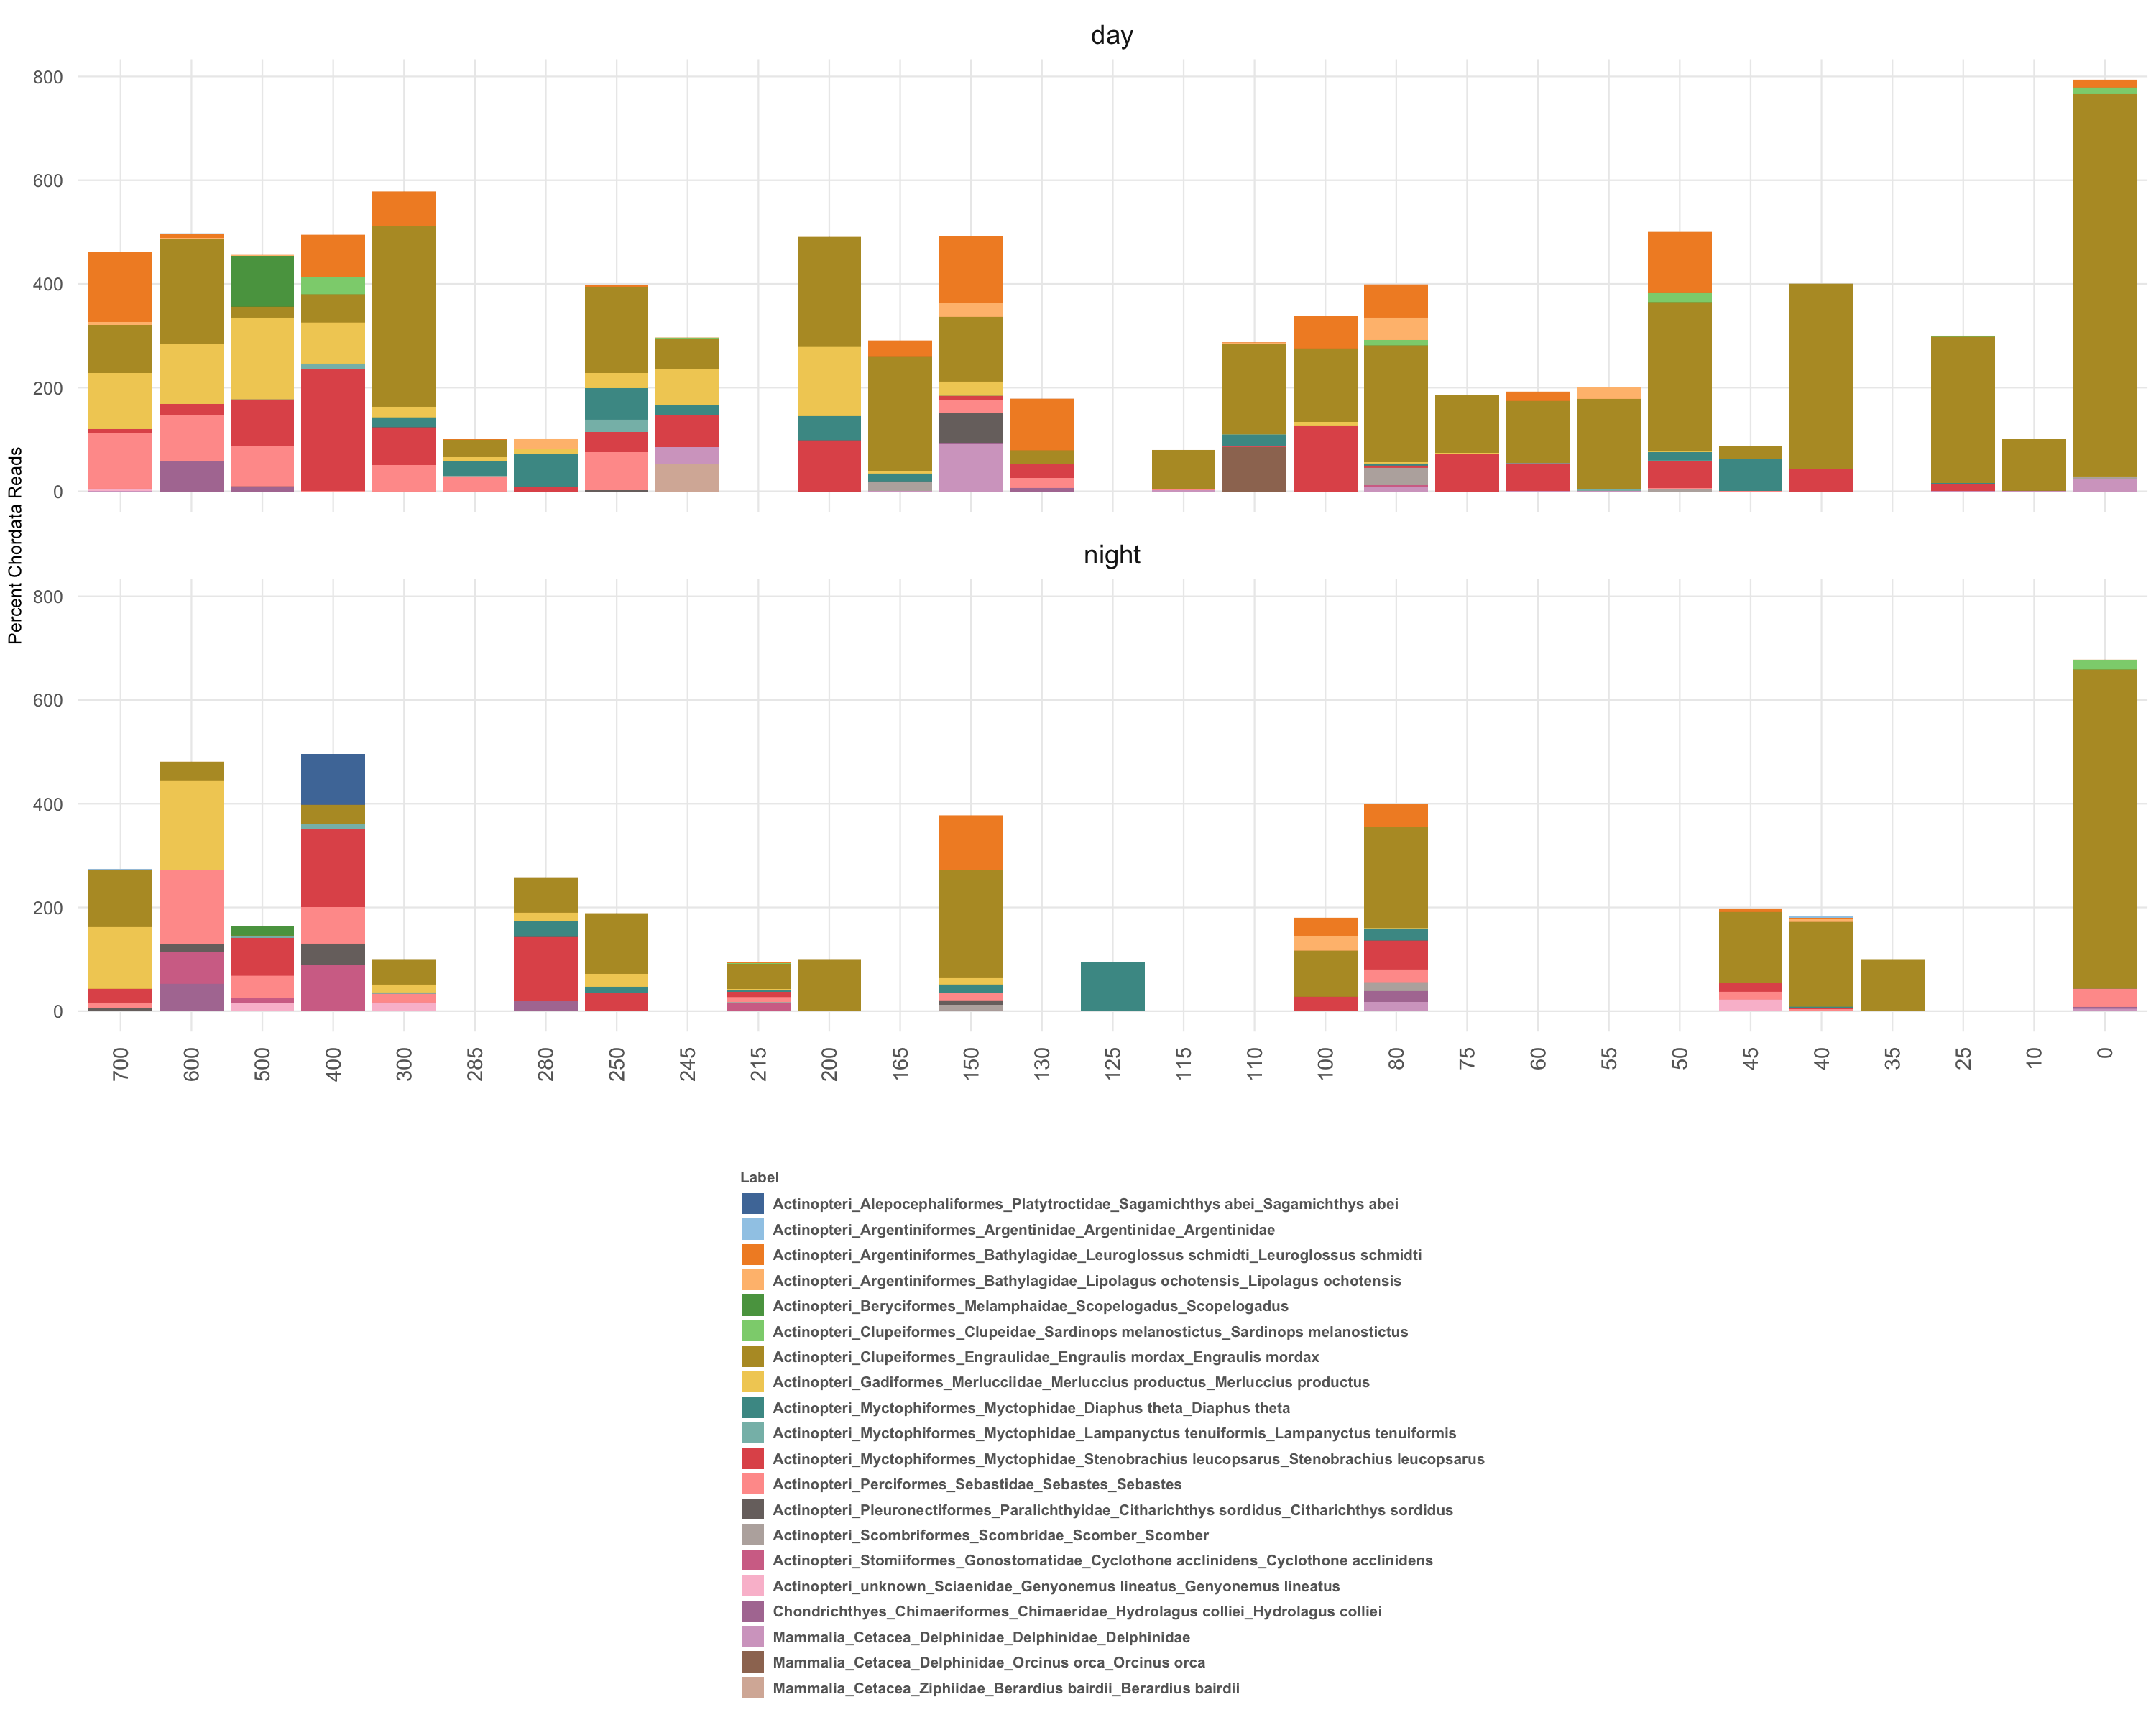 day
800
600
400
200
0
Percent Chordata Reads
night
800
600
400
200
0
700 600 500 400 300 285 280 250 245 215 200 165 150 130 125 115 110 100 80 75 60 55 50 45 40 35 25 10 0
Label
Actinopteri_Alepocephaliformes_Platytroctidae_Sagamichthys abei_Sagamichthys abei
Actinopteri_Argentiniformes_Argentinidae_Argentinidae_Argentinidae
Actinopteri_Argentiniformes_Bathylagidae_Leuroglossus schmidti_Leuroglossus schmidti
Actinopteri_Argentiniformes_Bathylagidae_Lipolagus ochotensis_Lipolagus ochotensis
Actinopteri_Beryciformes_Melamphaidae_Scopelogadus_Scopelogadus
Actinopteri_Clupeiformes_Clupeidae_Sardinops melanostictus_Sardinops melanostictus
Actinopteri_Clupeiformes_Engraulidae_Engraulis mordax_Engraulis mordax
Actinopteri_Gadiformes_Merlucciidae_Merluccius productus_Merluccius productus
Actinopteri_Myctophiformes_Myctophidae_Diaphus theta_Diaphus theta
Actinopteri_Myctophiformes_Myctophidae_Lampanyctus tenuiformis_Lampanyctus tenuiformis
Actinopteri_Myctophiformes_Myctophidae_Stenobrachius leucopsarus_Stenobrachius leucopsarus
Actinopteri_Perciformes_Sebastidae_Sebastes_Sebastes
Actinopteri_Pleuronectiformes_Paralichthyidae_Citharichthys sordidus_Citharichthys sordidus
Actinopteri_Scombriformes_Scombridae_Scomber_Scomber
Actinopteri_Stomiiformes_Gonostomatidae_Cyclothone acclinidens_Cyclothone acclinidens
Actinopteri_unknown_Sciaenidae_Genyonemus lineatus_Genyonemus lineatus
Chondrichthyes_Chimaeriformes_Chimaeridae_Hydrolagus colliei_Hydrolagus colliei
Mammalia_Cetacea_Delphinidae_Delphinidae_Delphinidae
Mammalia_Cetacea_Delphinidae_Orcinus orca_Orcinus orca
Mammalia_Cetacea_Ziphiidae_Berardius bairdii_Berardius bairdii